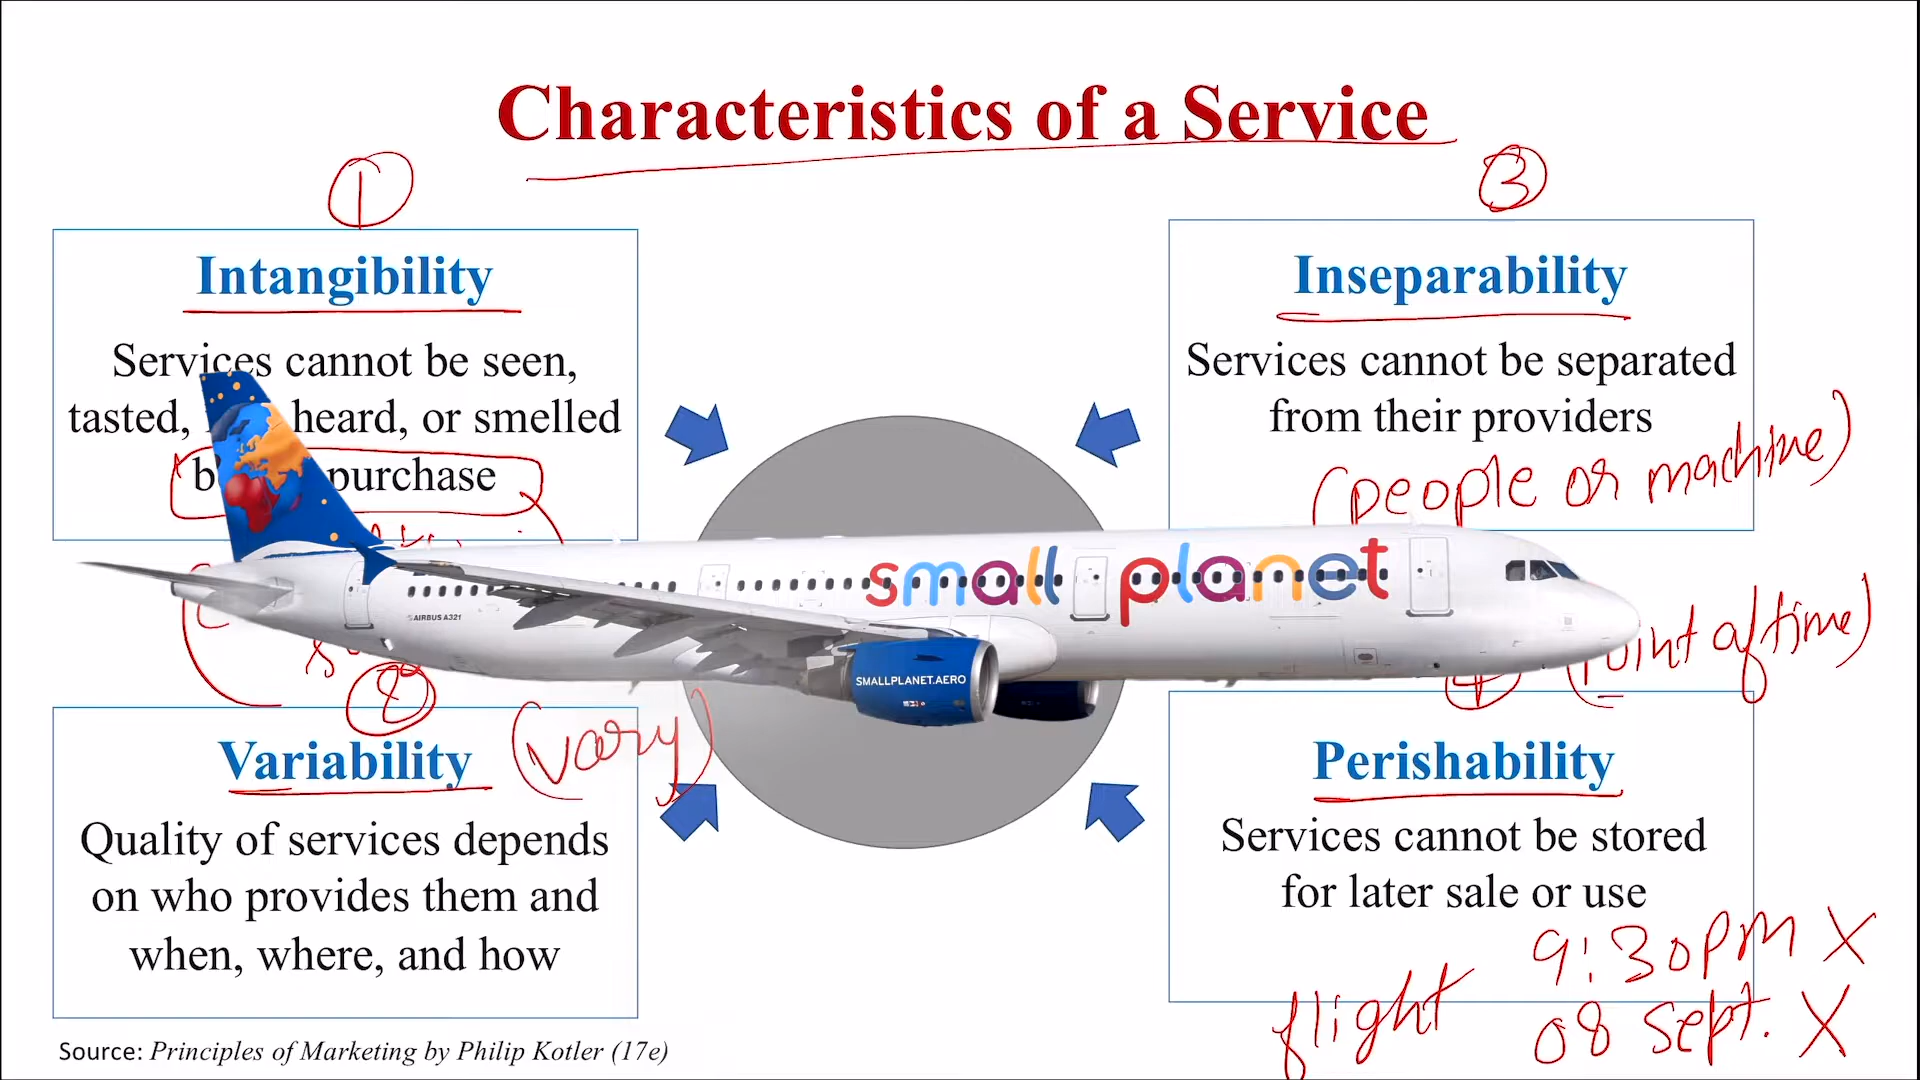 Characteristics of a Service
1
3
Intangibility
Services cannot be seen,
tasted, heard, or smelled
purchase
Inseparability
Services cannot be separated
from their providers
(people or machine)
small planet
AIRBUS A321
SMALLPLANET.AERO
point of time)
2
4
Variability
(vary)
Quality of services depends
on who provides them and
when, where, and how
Perishability
Services cannot be stored
for later sale or use
flight 9:30PM X
08 Sept. X
Source: Principles of Marketing by Philip Kotler (17e)